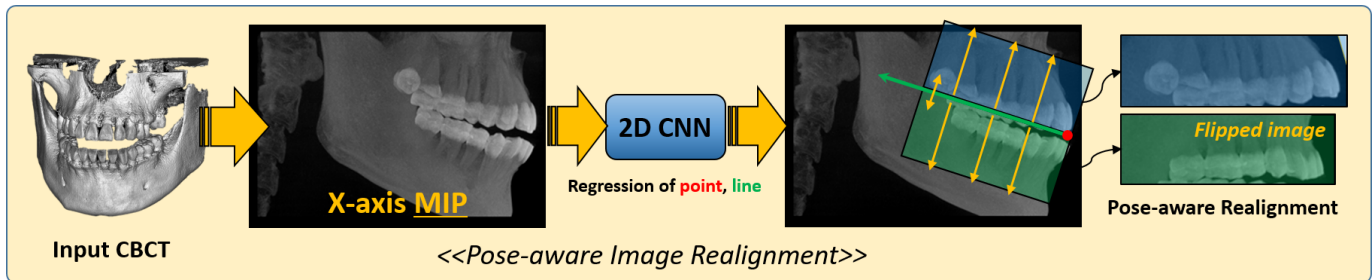 Input CBCT
X-axis MIP
2D CNN
Regression of point, line
Flipped image
Pose-aware Realignment
<<Pose-aware Image Realignment>>